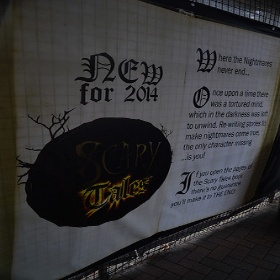 New
for 2014
Scary
Tales
Where the Nightmares
never end...
Once upon a time there
was a tortured mind,
which in the darkness was left
to unwind. Re writing stories to
make nightmares come true,
the only character missing
...is you!
If you open the pages of
the Scary Tales book
there's no guarantee
you'll make it to THE END!